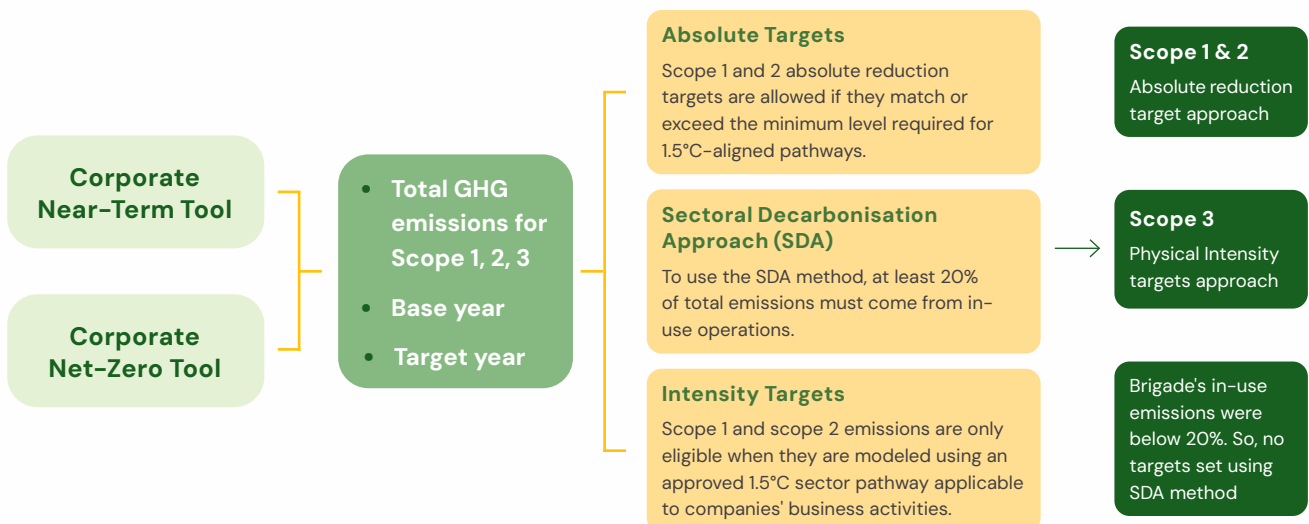 Corporate
Near-Term Tool
Corporate
Net-Zero Tool
• Total GHG
emissions for
Scope 1, 2, 3
• Base year
• Target year
Absolute Targets
Scope 1 and 2 absolute reduction
targets are allowed if they match or
exceed the minimum level required for
1.5°C-aligned pathways.
Sectoral Decarbonisation
Approach (SDA)
To use the SDA method, at least 20%
of total emissions must come from in-
use operations.
Intensity Targets
Scope 1 and scope 2 emissions are only
eligible when they are modeled using an
approved 1.5°C sector pathway applicable
to companies' business activities.
Scope 1 & 2
Absolute reduction
target approach
Scope 3
Physical Intensity
targets approach
Brigade's in-use
emissions were
below 20%. So, no
targets set using
SDA method